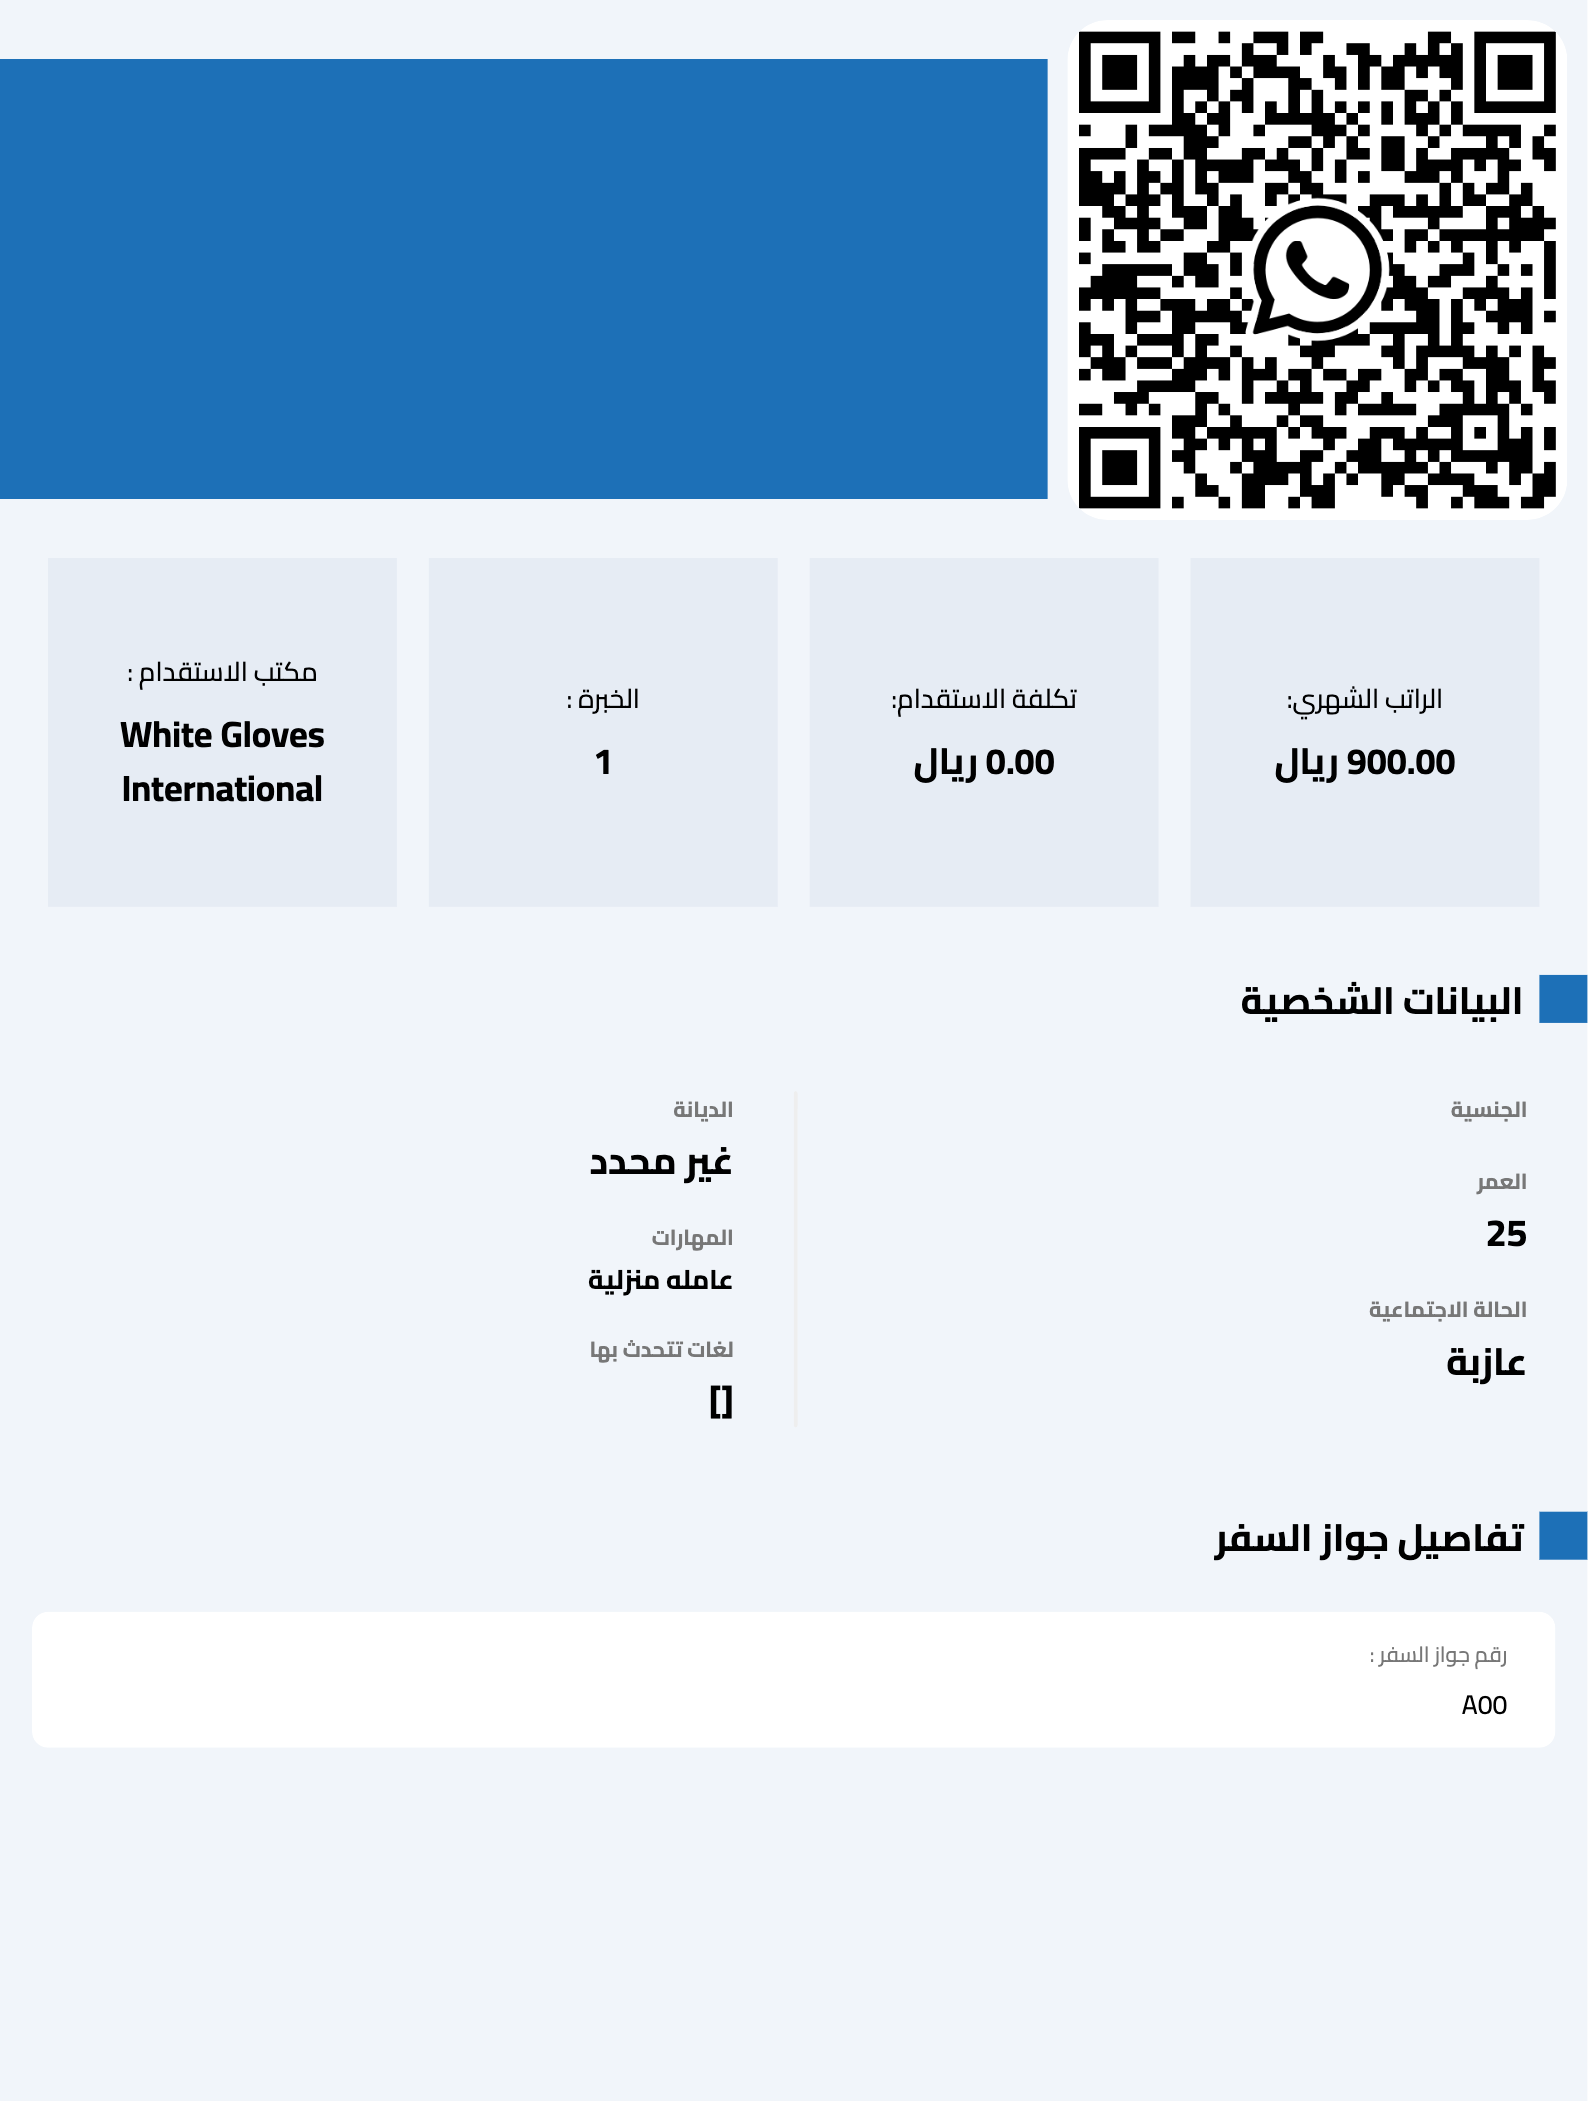 الراتب الشهري:
900.00 ريال
تكلفة الاستقدام:
0.00 ريال
الخبرة :
1
مكتب الاستقدام :
White Gloves
International
البيانات الشخصية
الجنسية
العمر
25
الحالة الاجتماعية
عازبة
الديانة
غير محدد
المهارات
عامله منزلية
لغات تتحدث بها
[]
تفاصيل جواز السفر
رقم جواز السفر :
A00